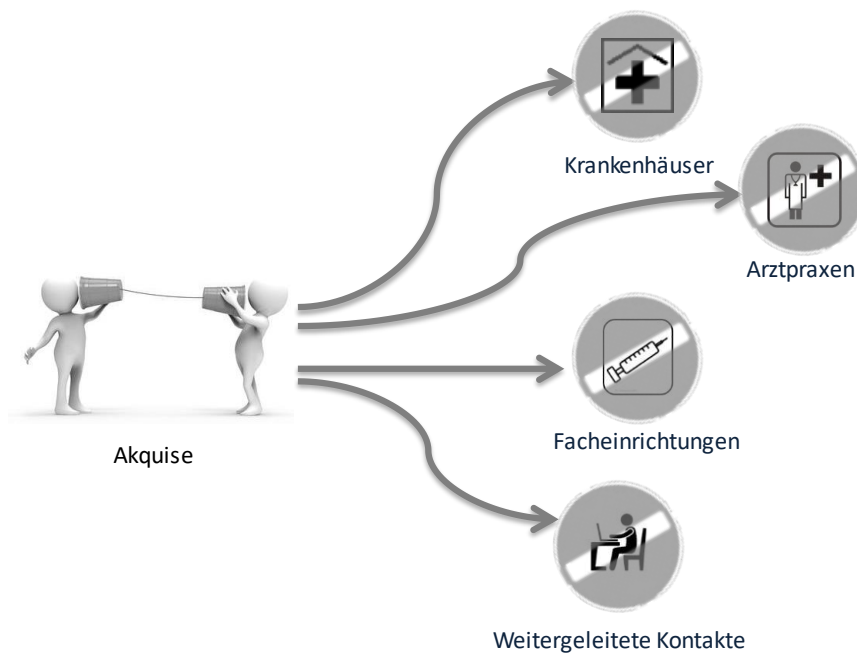 Krankenhäuser
Arztpraxen
Akquise
Facheinrichtungen
Weitergeleitete Kontakte